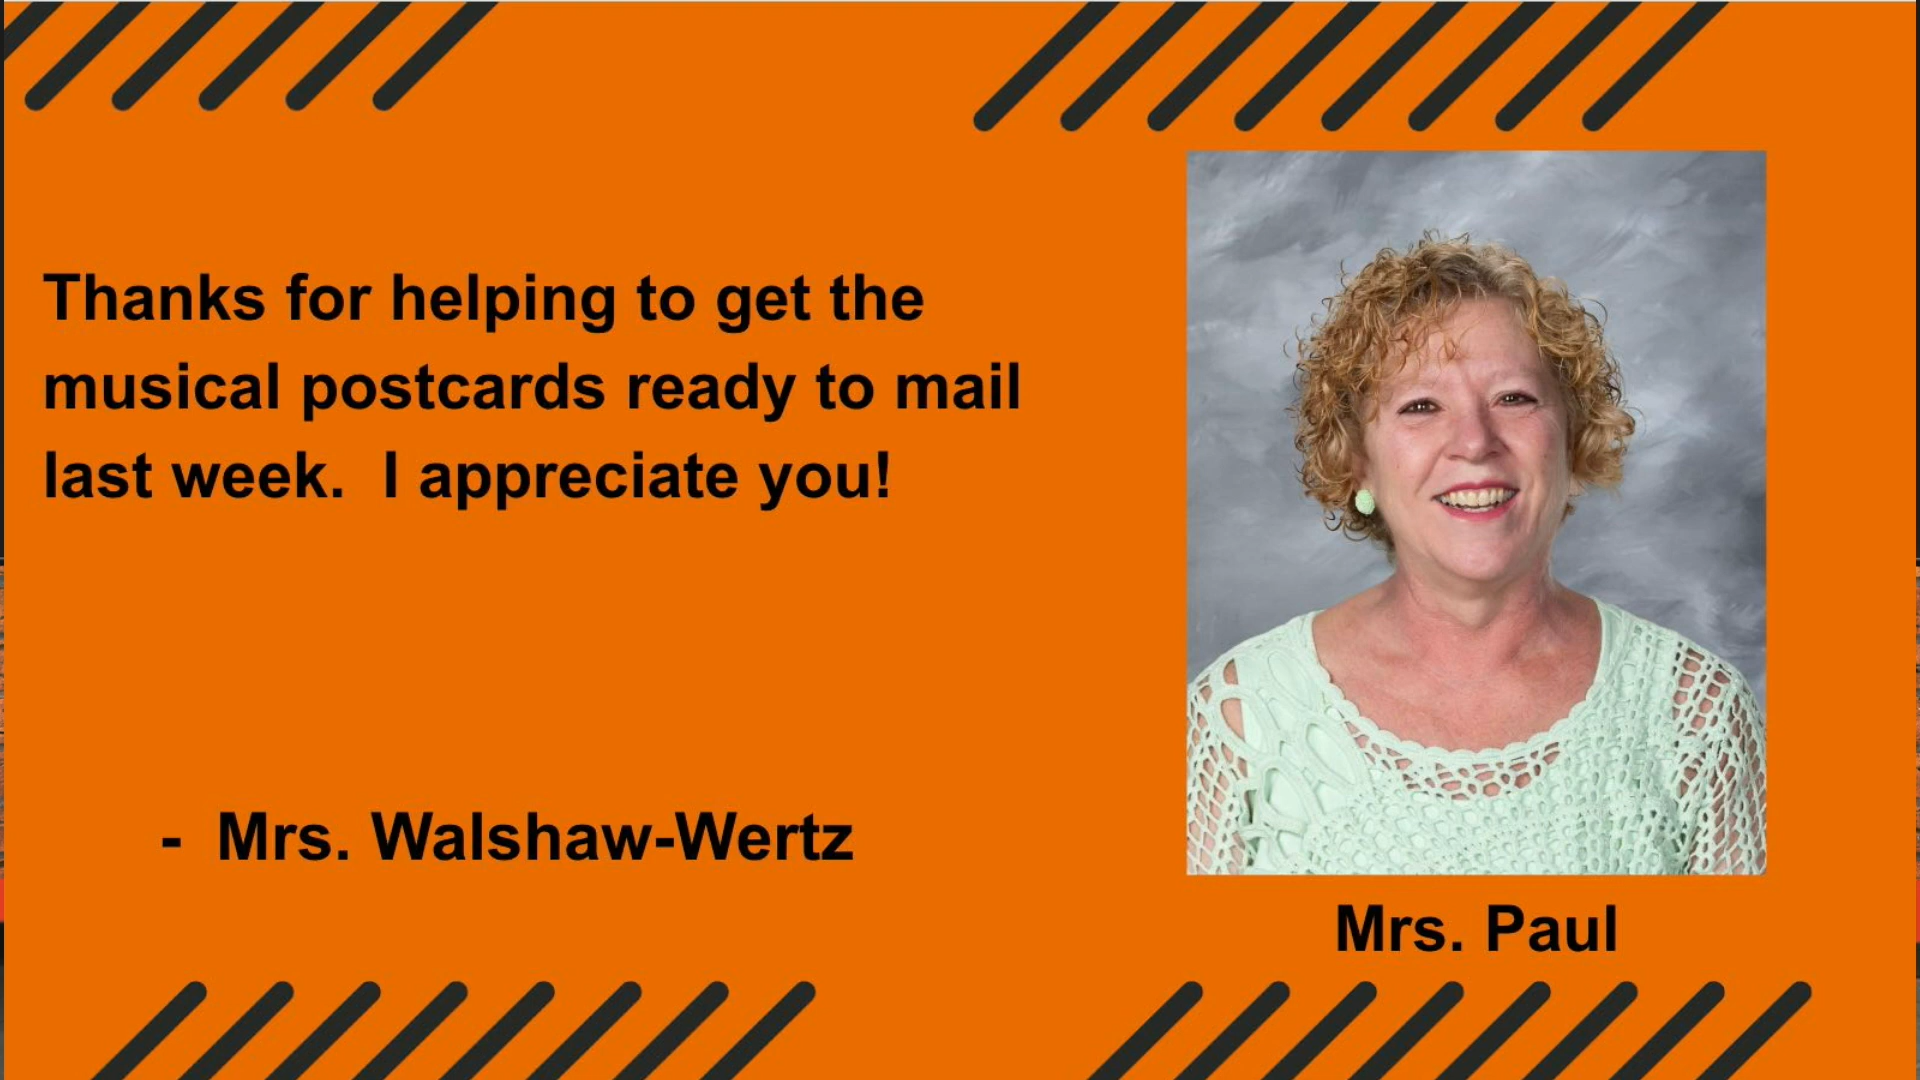 Thanks for helping to get the
musical postcards ready to mail
last week.  I appreciate you!
-  Mrs. Walshaw-Wertz
Mrs. Paul